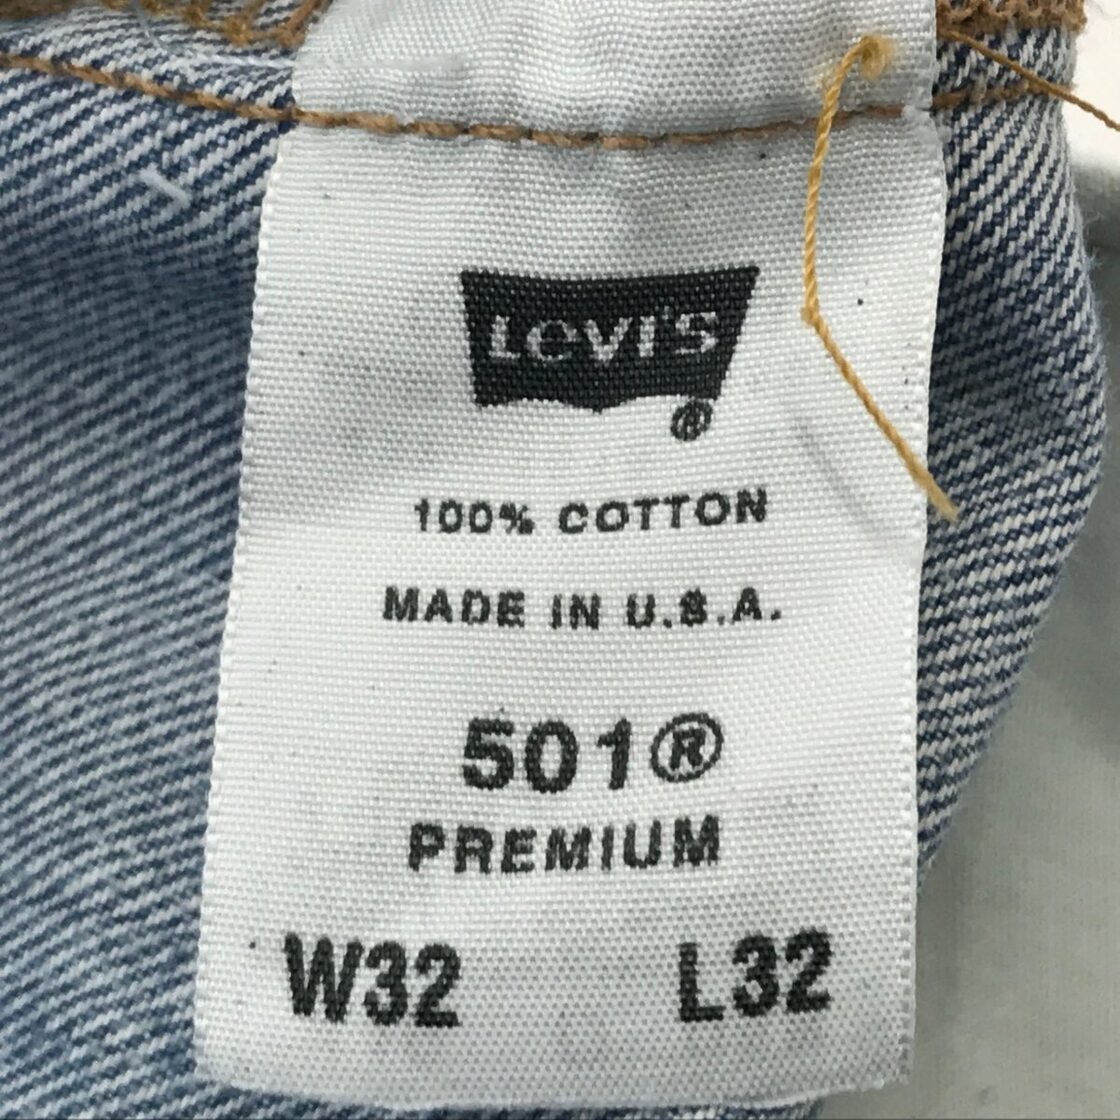 LEVI'S
®
100% COTTON
MADE IN U.S.A.
501®
PREMIUM
W32 L32